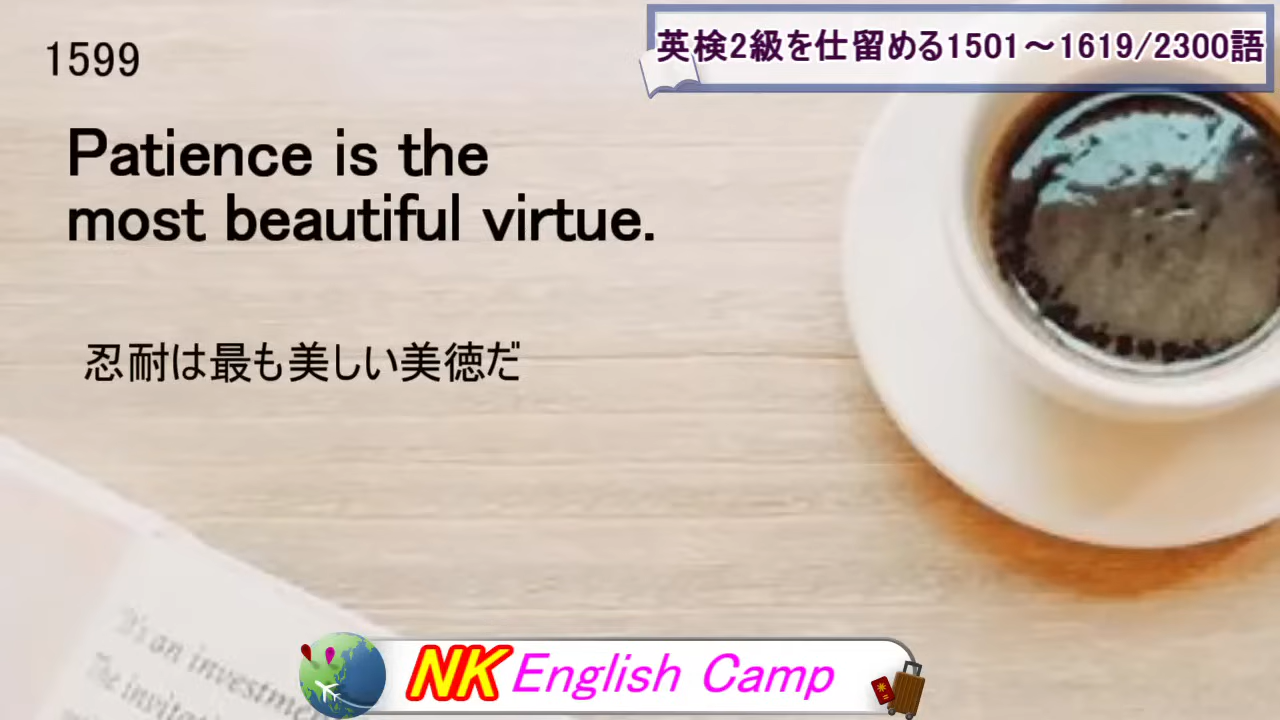 1599
英検2級を仕留める1501～1619/2300語
Patience is the
most beautiful virtue.
忍耐は最も美しい美徳だ
It's an investment
The invitati
NK English Camp